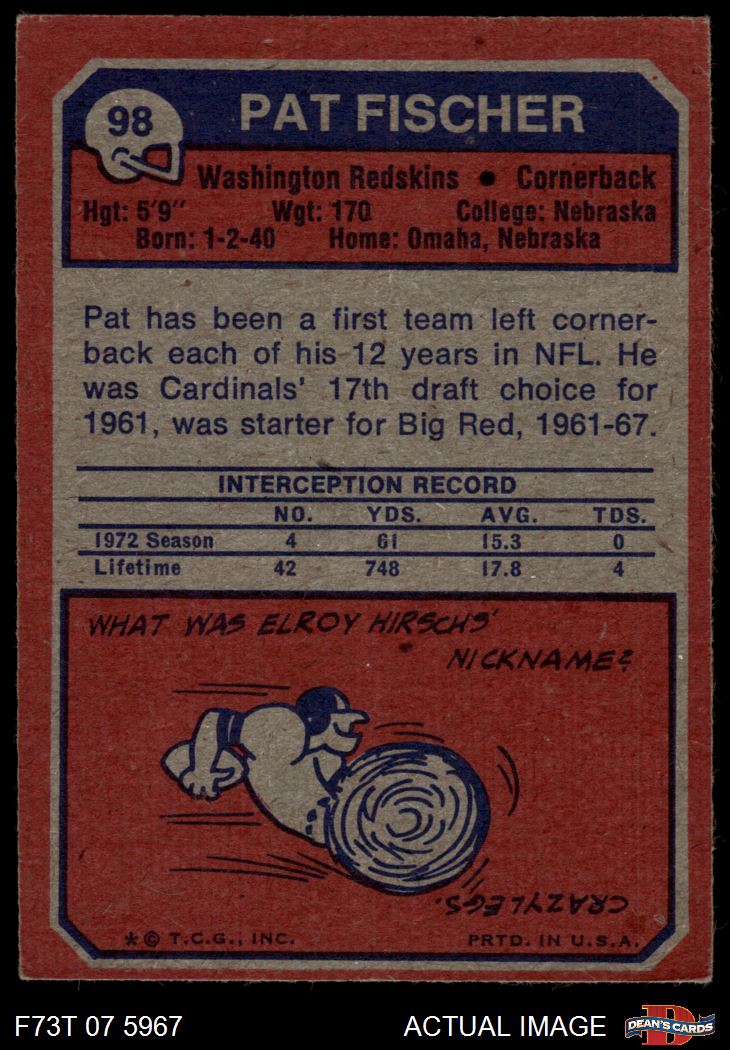 98
PAT FISCHER
Washington Redskins • Cornerback
Hgt: 5'9" Wgt: 170 College: Nebraska
Born: 1-2-40 Home: Omaha, Nebraska
Pat has been a first team left corner-
back each of his 12 years in NFL. He
was Cardinals' 17th draft choice for
1961, was starter for Big Red, 1961-67.
INTERCEPTION RECORD
NO. YDS. AVG. TDS.
1972 Season 4 61 15.3 0
Lifetime 42 748 17.8 4
WHAT WAS ELROY HIRSCHS'
NICKNAME?
CRAZYLEGS.
* © T.C.G., INC. PRTD. IN U.S.A.
F73T 07 5967 ACTUAL IMAGE D DEAN'S CARDS